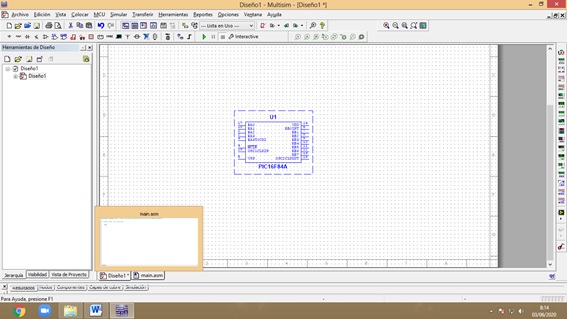 Diseño1 - Multisim - [Diseño1 *]
Archivo Edición Vista Colocar MCU Simular Transferir Herramientas Reportes Opciones Ventana Ayuda
--- Lista en Uso ---
Interactive
Herramientas de Diseño
Diseño1
Diseño1
U1
PIC16F84A
main.asm
Jerarquía Visibilidad Vista de Proyecto
Diseño1 * main.asm
Resultados Nodos Componentes Capas de cobre Simulación
Para Ayuda, presione F1
8:14
03/06/2020